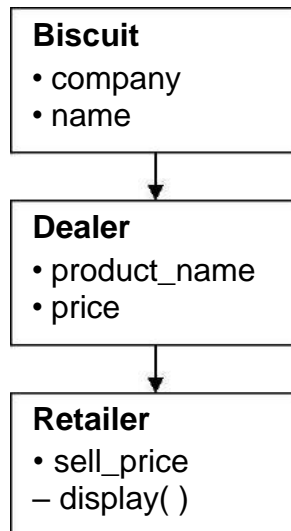 Biscuit
• company
• name
Dealer
• product_name
• price
Retailer
• sell_price
– display( )